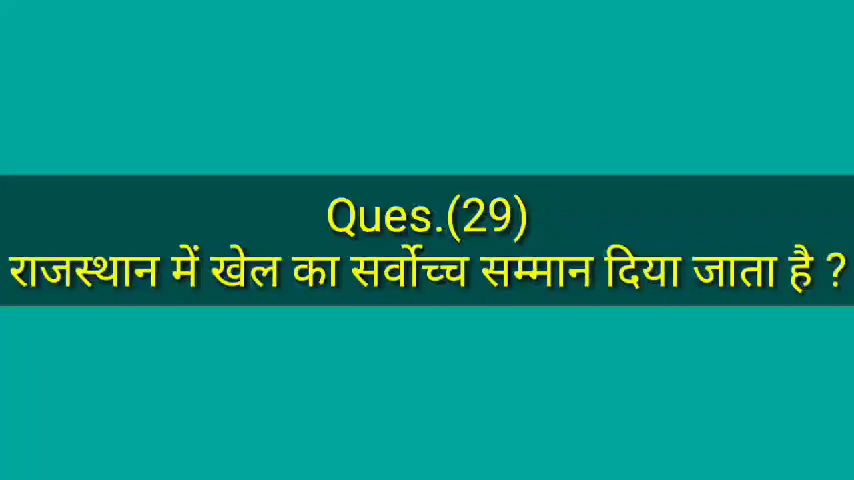 Ques.(29)
राजस्थान में खेल का सर्वोच्च सम्मान दिया जाता है ?